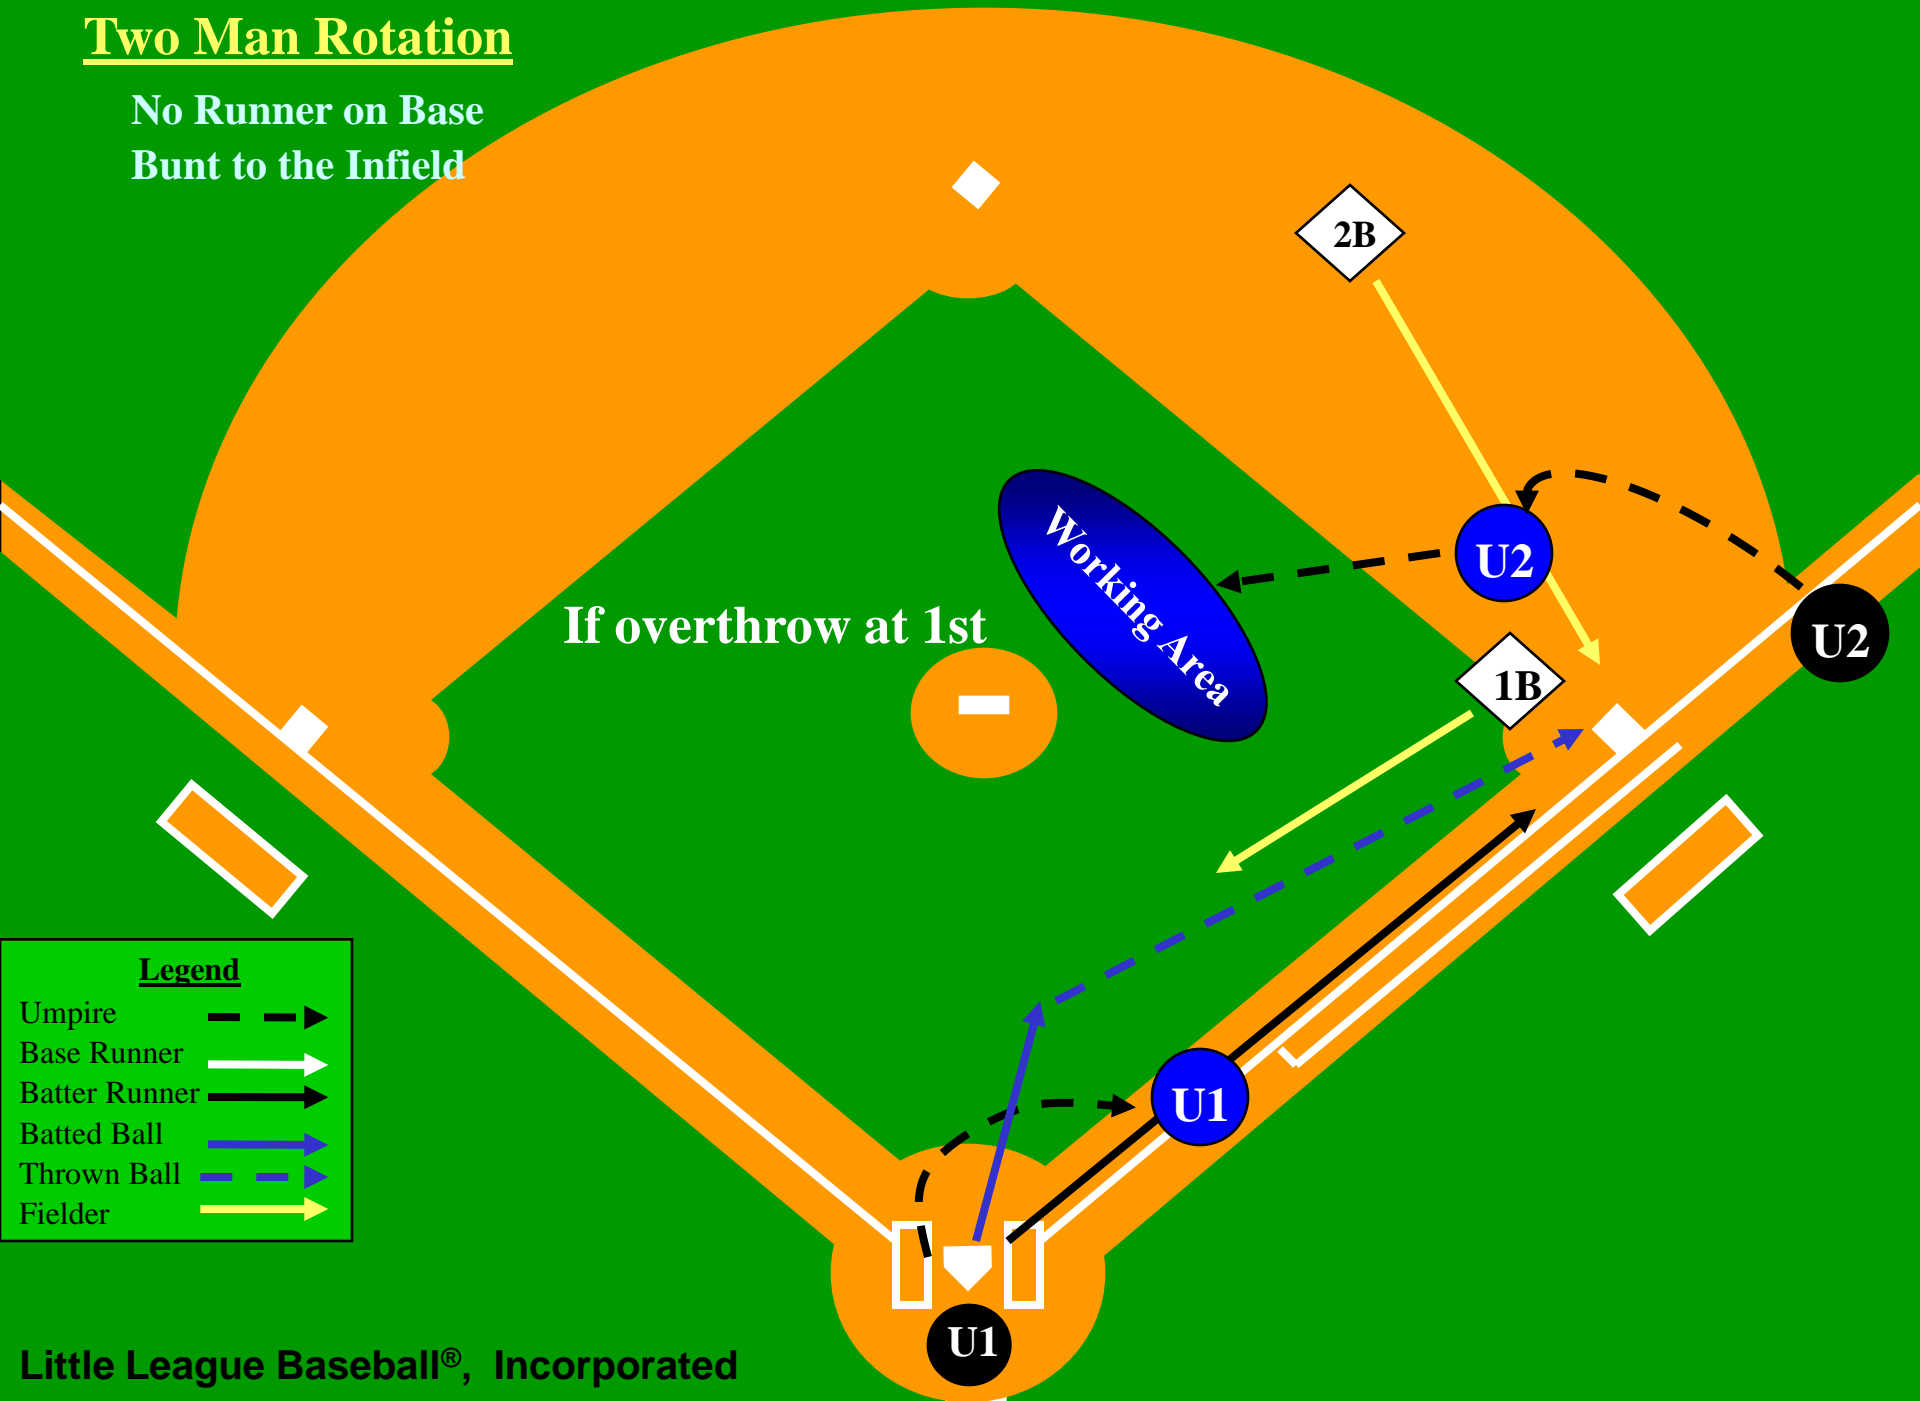 Two Man Rotation
No Runner on Base
Bunt to the Infield
2B
Working Area
U2
If overthrow at 1st
U2
1B
Legend
Umpire
Base Runner
Batter Runner
Batted Ball
Thrown Ball
Fielder
U1
U1
Little League Baseball®, Incorporated